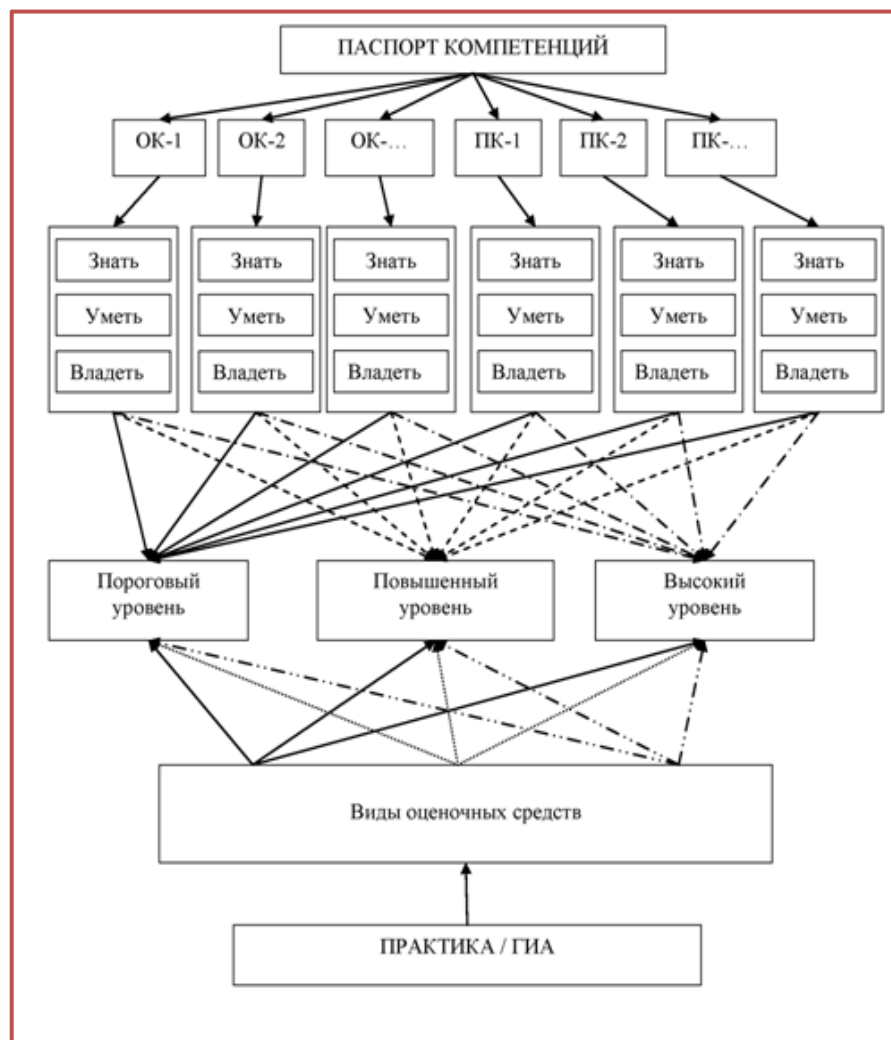 ПАСПОРТ КОМПЕТЕНЦИЙ
ОК-1
ОК-2
ОК-…
ПК-1
ПК-2
ПК-…
Знать
Знать
Знать
Знать
Знать
Знать
Уметь
Уметь
Уметь
Уметь
Уметь
Уметь
Владеть
Владеть
Владеть
Владеть
Владеть
Владеть
Пороговый
уровень
Повышенный
уровень
Высокий
уровень
Виды оценочных средств
ПРАКТИКА / ГИА